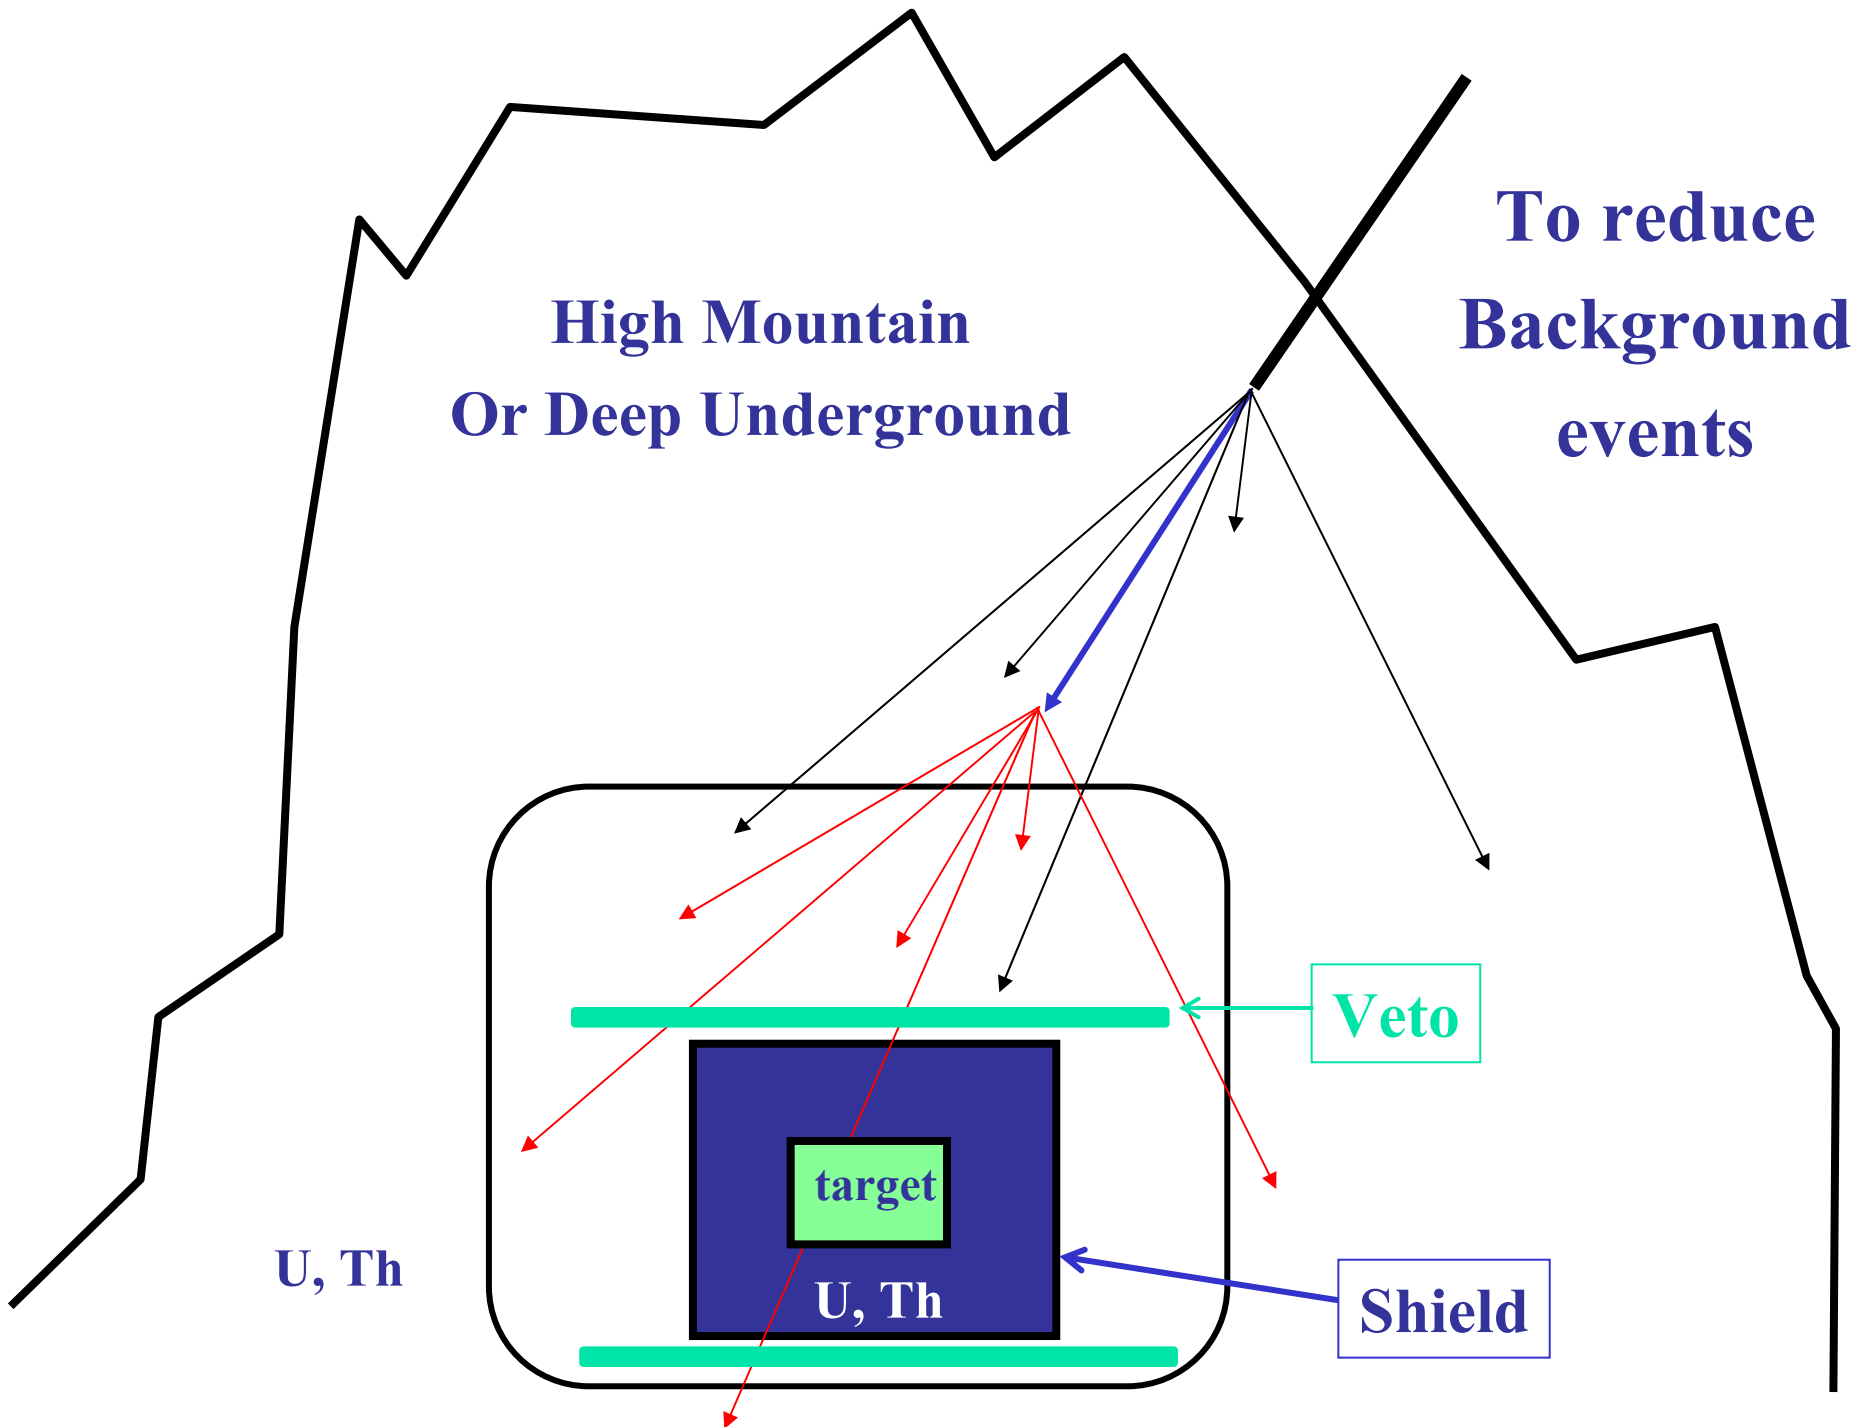 To reduce
Background
events
High Mountain
Or Deep Underground
Veto
target
U, Th
U, Th
Shield